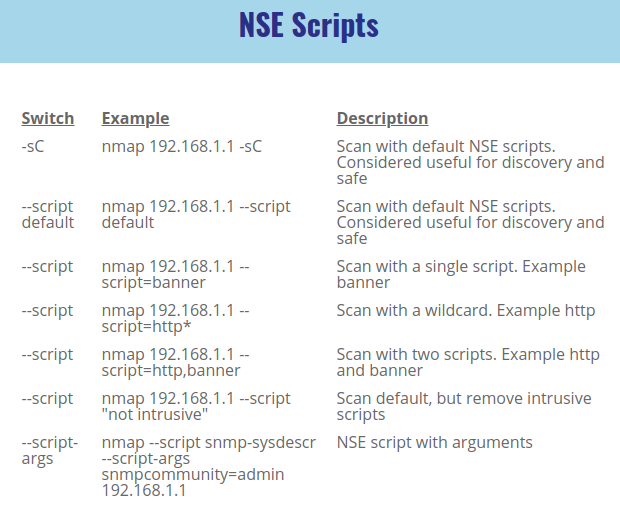 NSE Scripts
Switch Example Description
-sC nmap 192.168.1.1 -sC Scan with default NSE scripts.
Considered useful for discovery and
safe
--script nmap 192.168.1.1 --script Scan with default NSE scripts.
default default Considered useful for discovery and
safe
--script nmap 192.168.1.1 -- Scan with a single script. Example
script=banner banner
--script nmap 192.168.1.1 -- Scan with a wildcard. Example http
script=http*
--script nmap 192.168.1.1 -- Scan with two scripts. Example http
script=http,banner and banner
--script nmap 192.168.1.1 --script Scan default, but remove intrusive
"not intrusive" scripts
--script- nmap --script snmp-sysdescr NSE script with arguments
args --script-args
snmpcommunity=admin
192.168.1.1